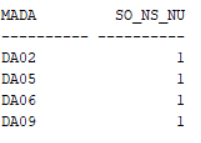 MADA SO_NS_NU
---------- ----------
DA02 1
DA05 1
DA06 1
DA09 1